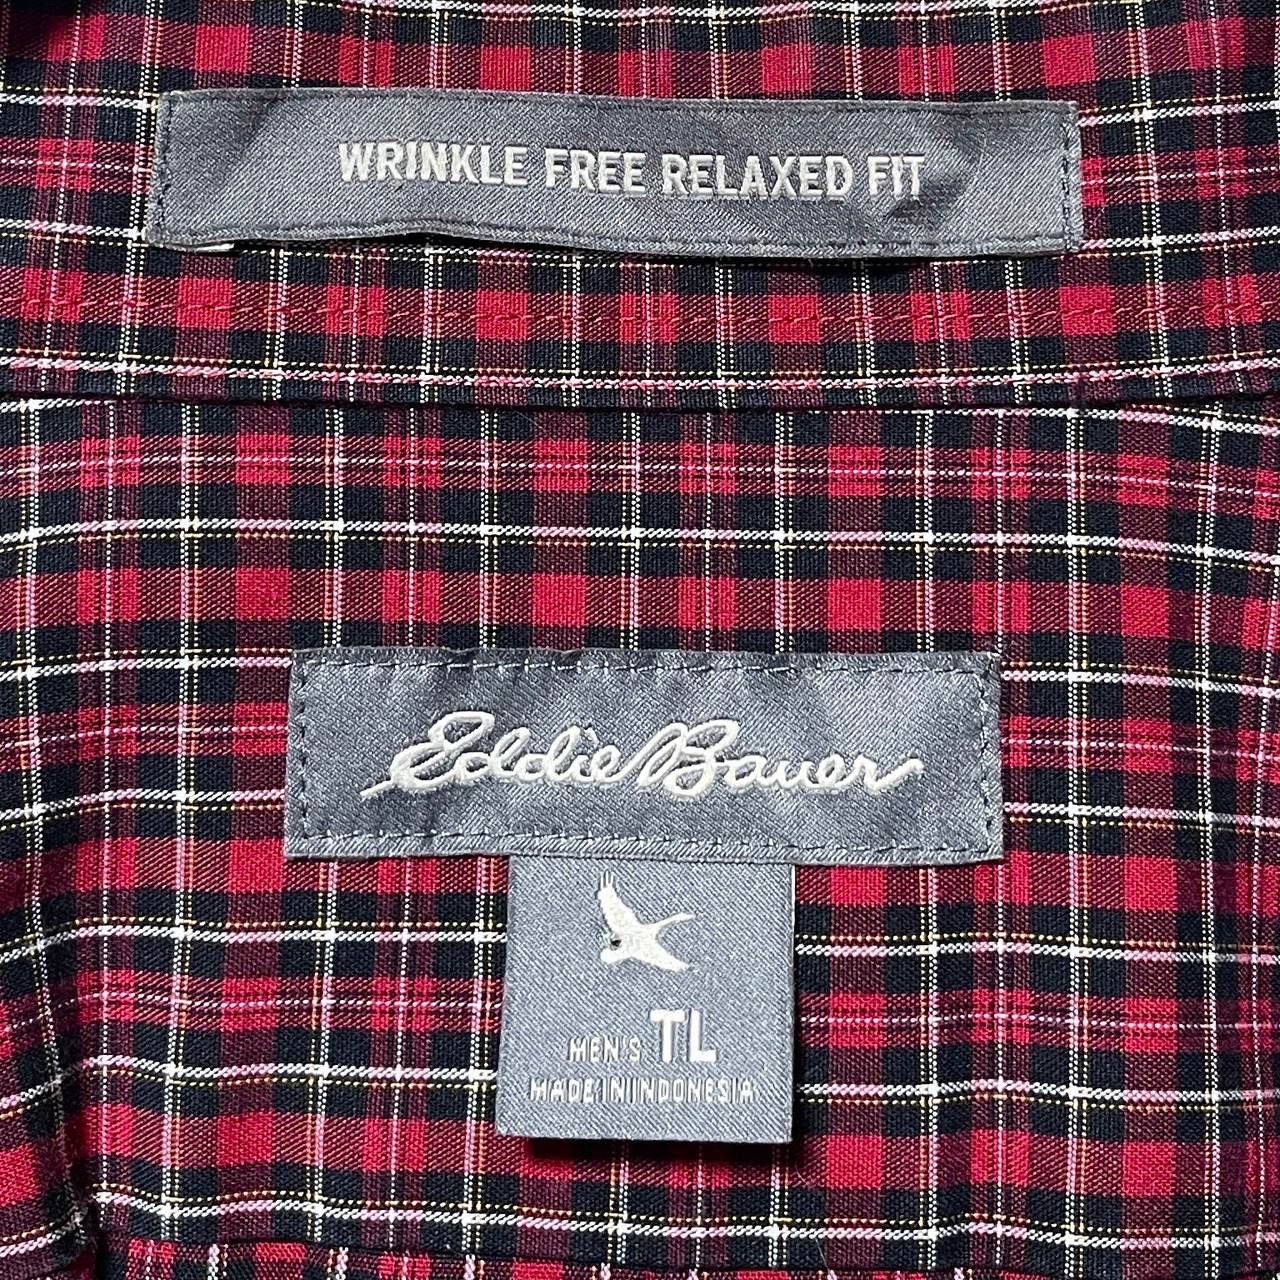 WRINKLE FREE RELAXED FIT
Eddie Bauer
MEN'S TL
MADE IN INDONESIA